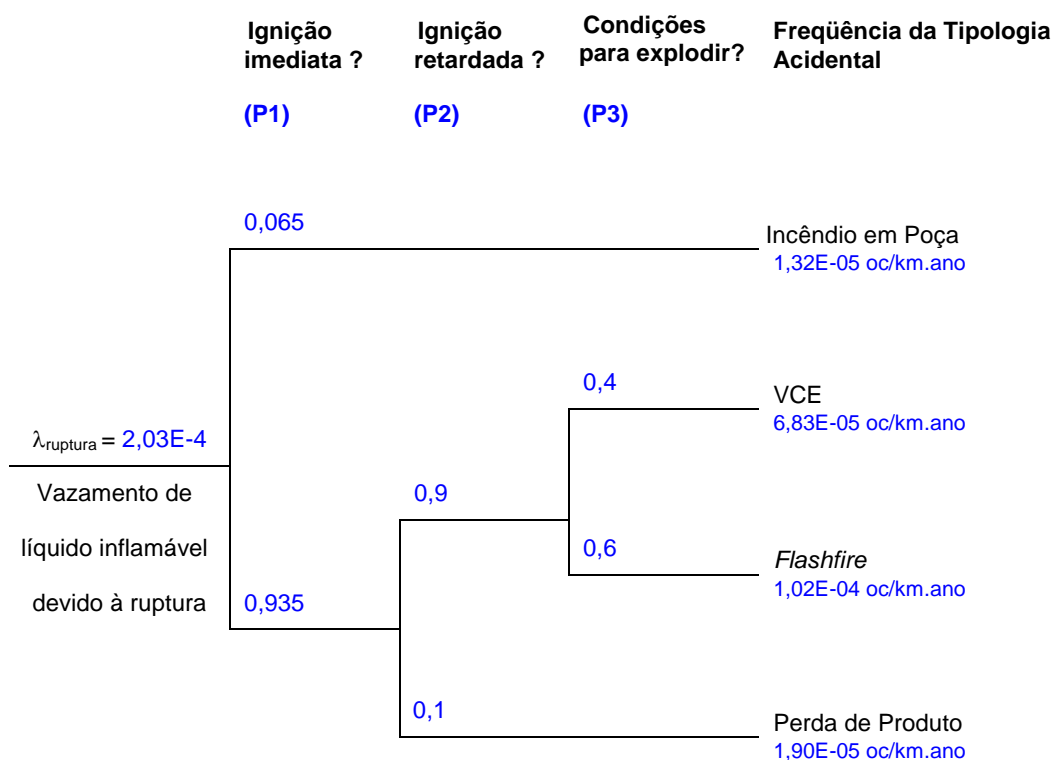 Ignição
imediata ?
(P1)
Ignição
retardada ?
(P2)
Condições
para explodir?
(P3)
Freqüência da Tipologia
Acidental
0,065
Incêndio em Poça
1,32E-05 oc/km.ano
0,4
VCE
6,83E-05 oc/km.ano
λruptura = 2,03E-4
Vazamento de
líquido inflamável
devido à ruptura
0,9
0,6
Flashfire
1,02E-04 oc/km.ano
0,935
0,1
Perda de Produto
1,90E-05 oc/km.ano